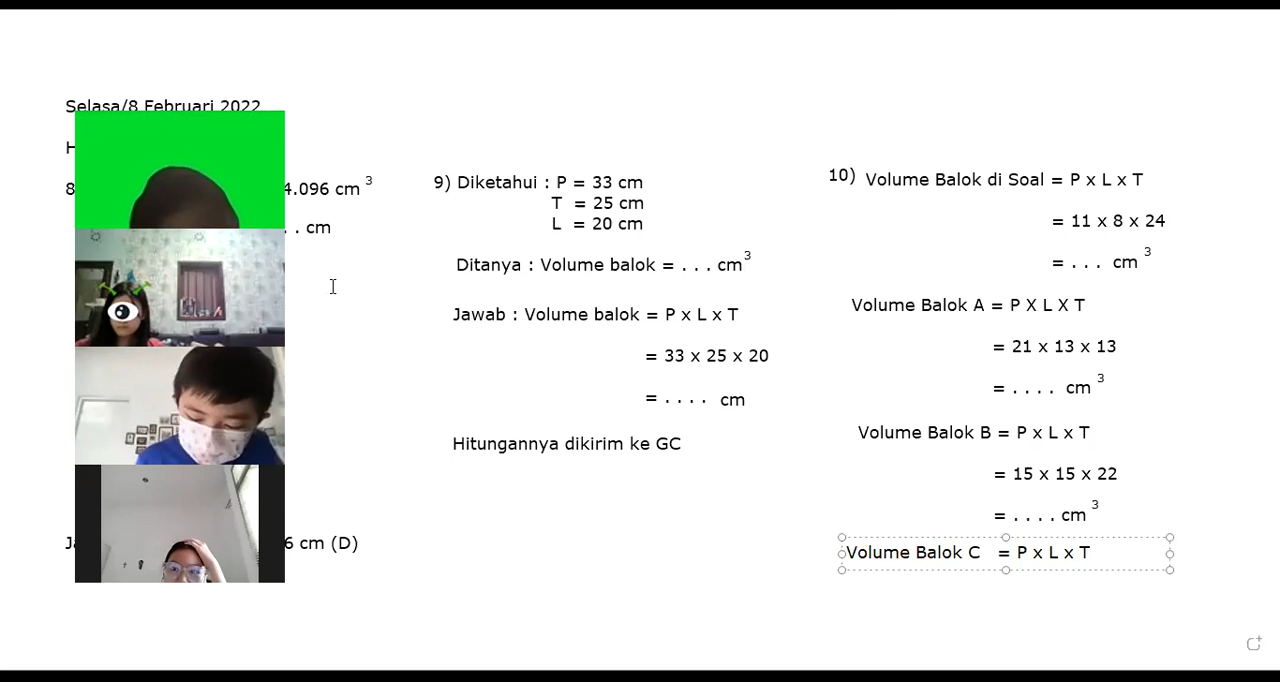 Selasa/8 Februari 2022
H
8 4.096 cm 3
. . cm
6 cm (D)
9) Diketahui : P = 33 cm
T = 25 cm
L = 20 cm
Ditanya : Volume balok = . . . cm 3
Jawab : Volume balok = P x L x T
= 33 x 25 x 20
= . . . . cm
Hitungannya dikirim ke GC
10) Volume Balok di Soal = P x L x T
= 11 x 8 x 24
= . . . cm 3
Volume Balok A = P X L X T
= 21 x 13 x 13
= . . . . cm 3
Volume Balok B = P x L x T
= 15 x 15 x 22
= . . . . cm 3
Volume Balok C = P x L x T